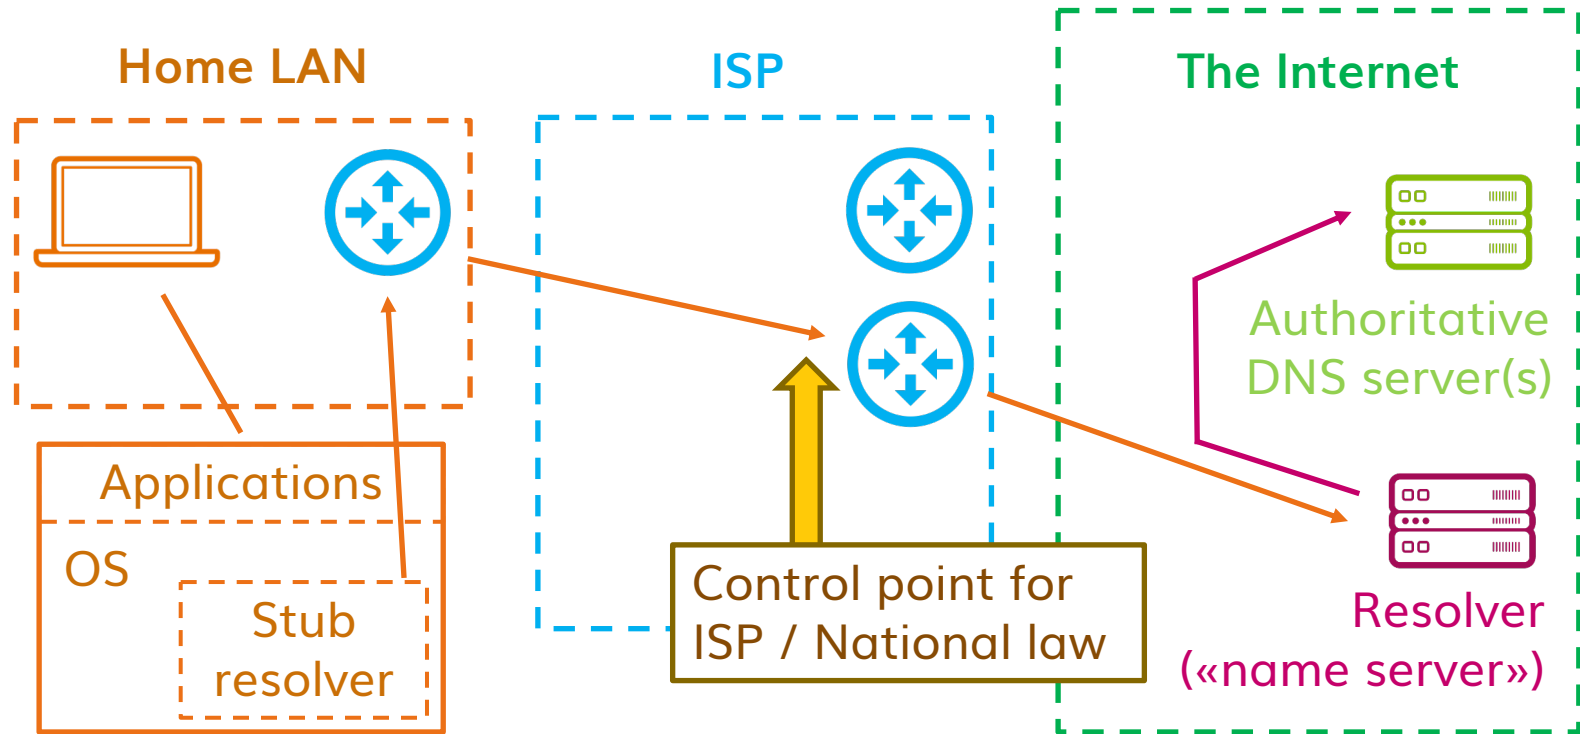 Home LAN
ISP
The Internet
Authoritative
DNS server(s)
Applications
OS
Stub
resolver
Control point for
ISP / National law
Resolver
(«name server»)